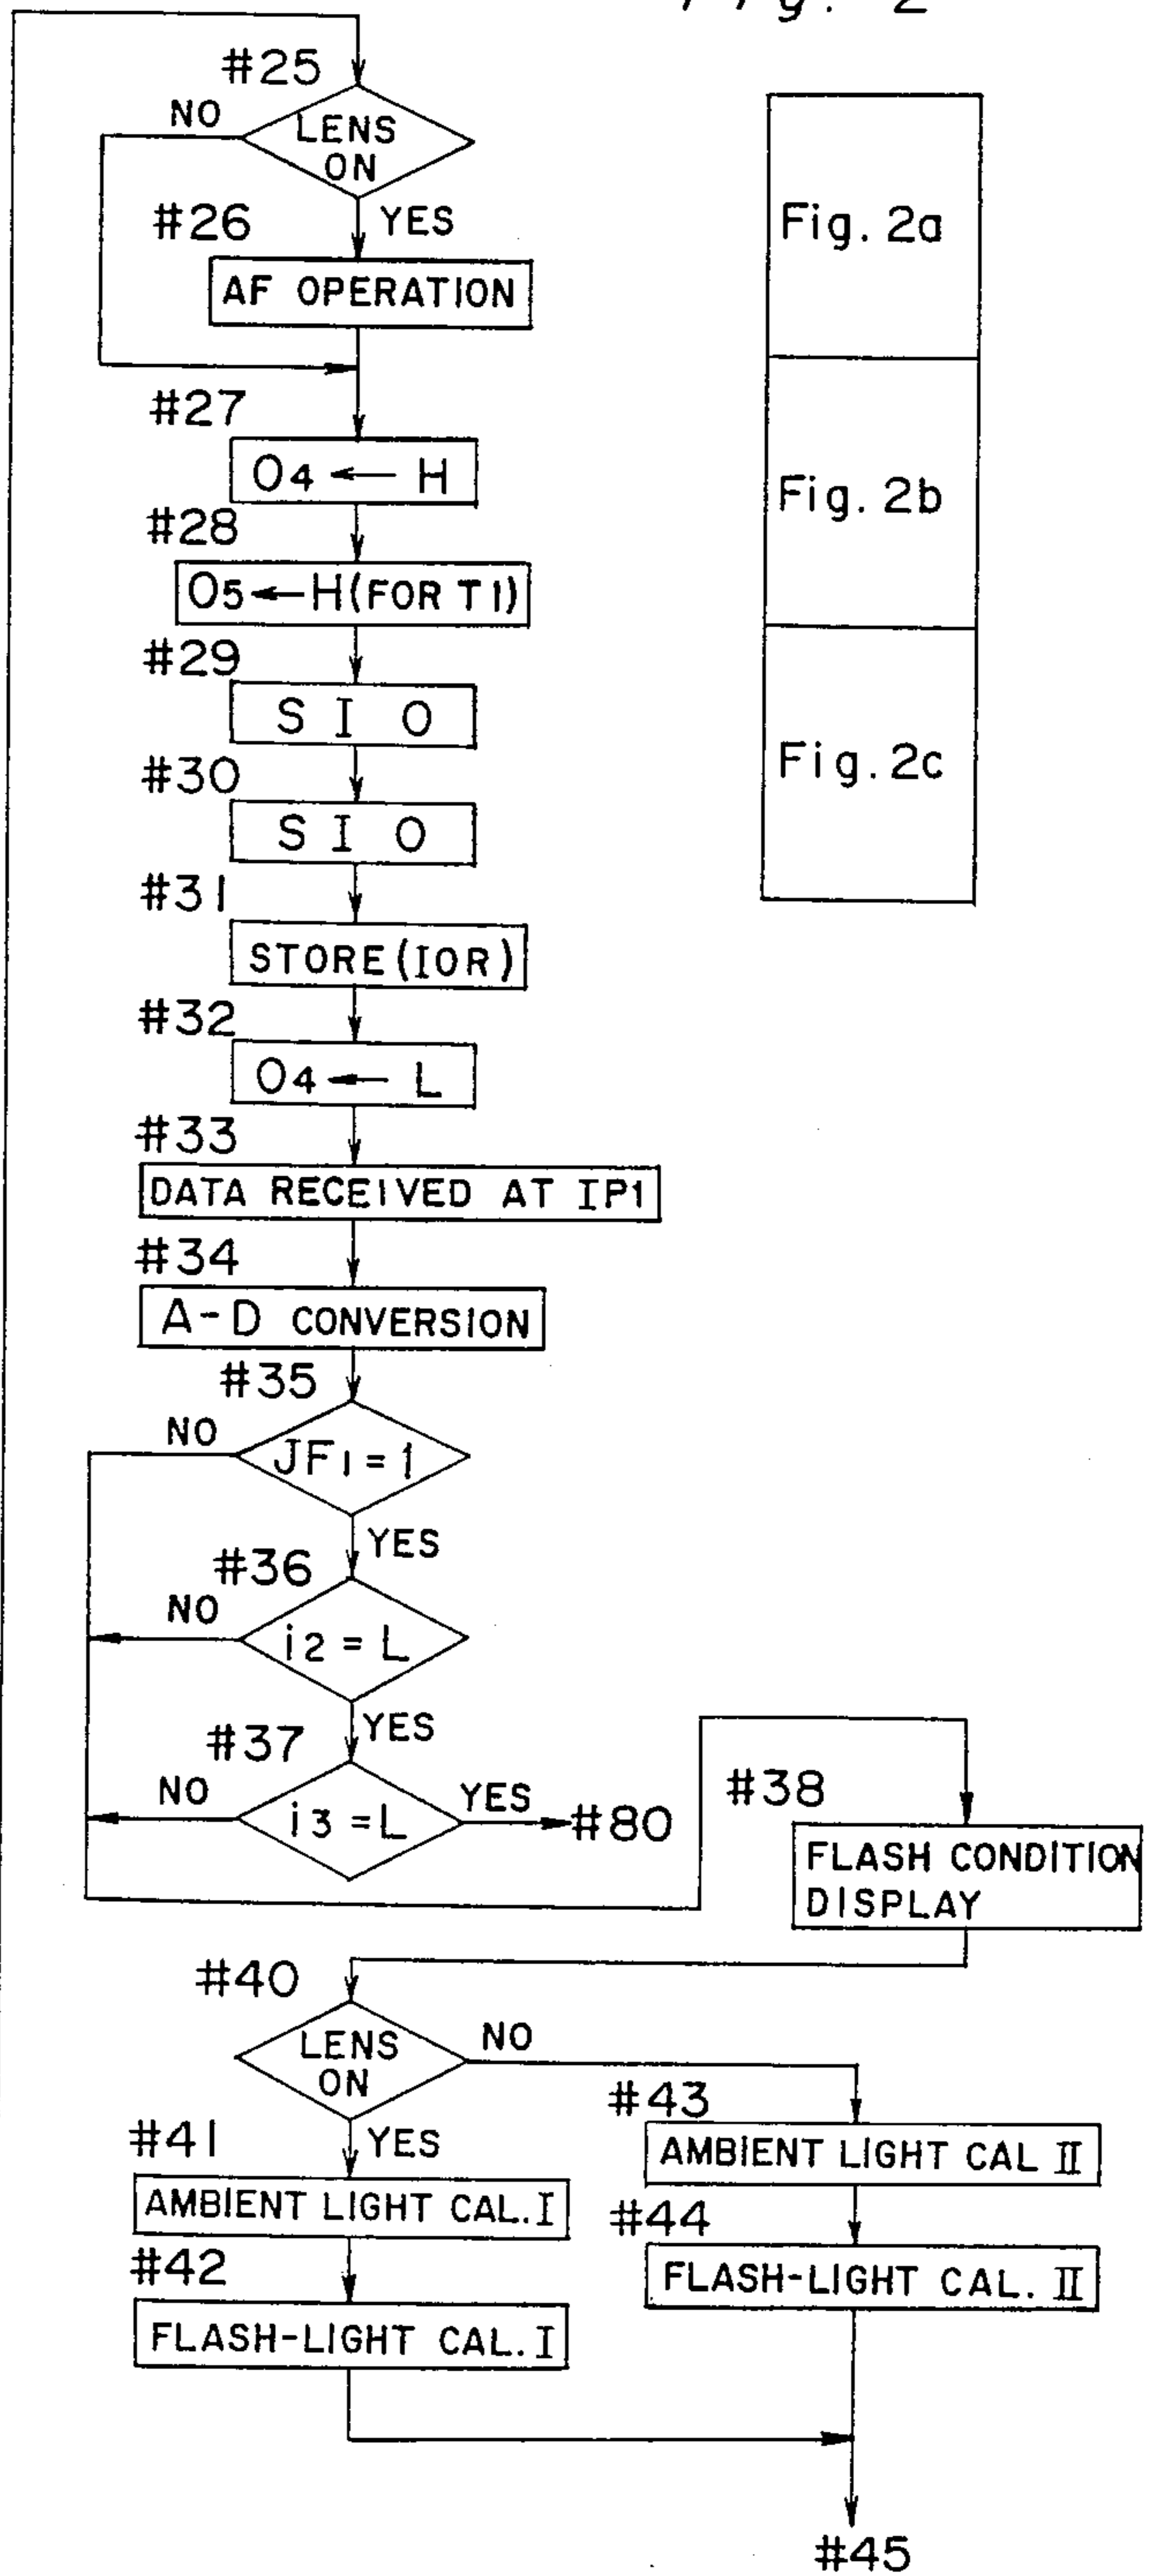 Fig. 2
#25
NO
LENS
ON
#26
YES
AF OPERATION
#27
O4 ← H
#28
O5 ← H (FOR T1)
#29
S I O
#30
S I O
#31
STORE (IOR)
#32
O4 ← L
#33
DATA RECEIVED AT IP1
#34
A-D CONVERSION
#35
NO
JF1 = 1
YES
#36
NO
i2 = L
YES
#37
NO
i3 = L
YES
#80
#38
FLASH CONDITION
DISPLAY
#40
LENS
ON
NO
YES
#41
AMBIENT LIGHT CAL. I
#42
FLASH-LIGHT CAL. I
#43
AMBIENT LIGHT CAL II
#44
FLASH-LIGHT CAL. II
#45
Fig. 2a
Fig. 2b
Fig. 2c